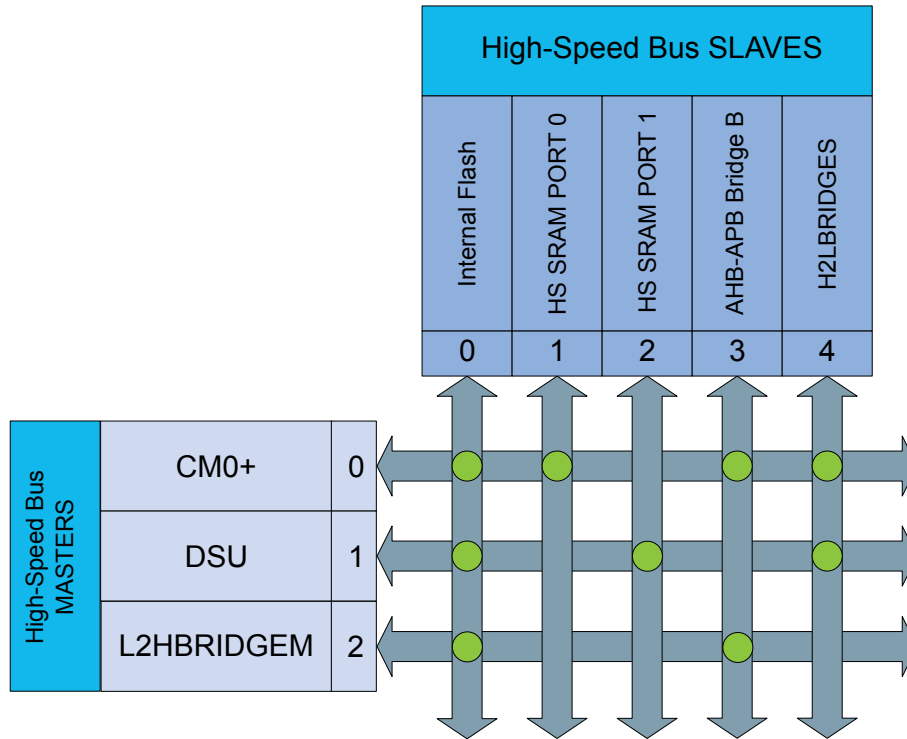 High-Speed Bus SLAVES
Internal Flash
HS SRAM PORT 0
HS SRAM PORT 1
AHB-APB Bridge B
H2LBRIDGES
0
1
2
3
4
High-Speed Bus
MASTERS
CM0+
0
DSU
1
L2HBRIDGEM
2